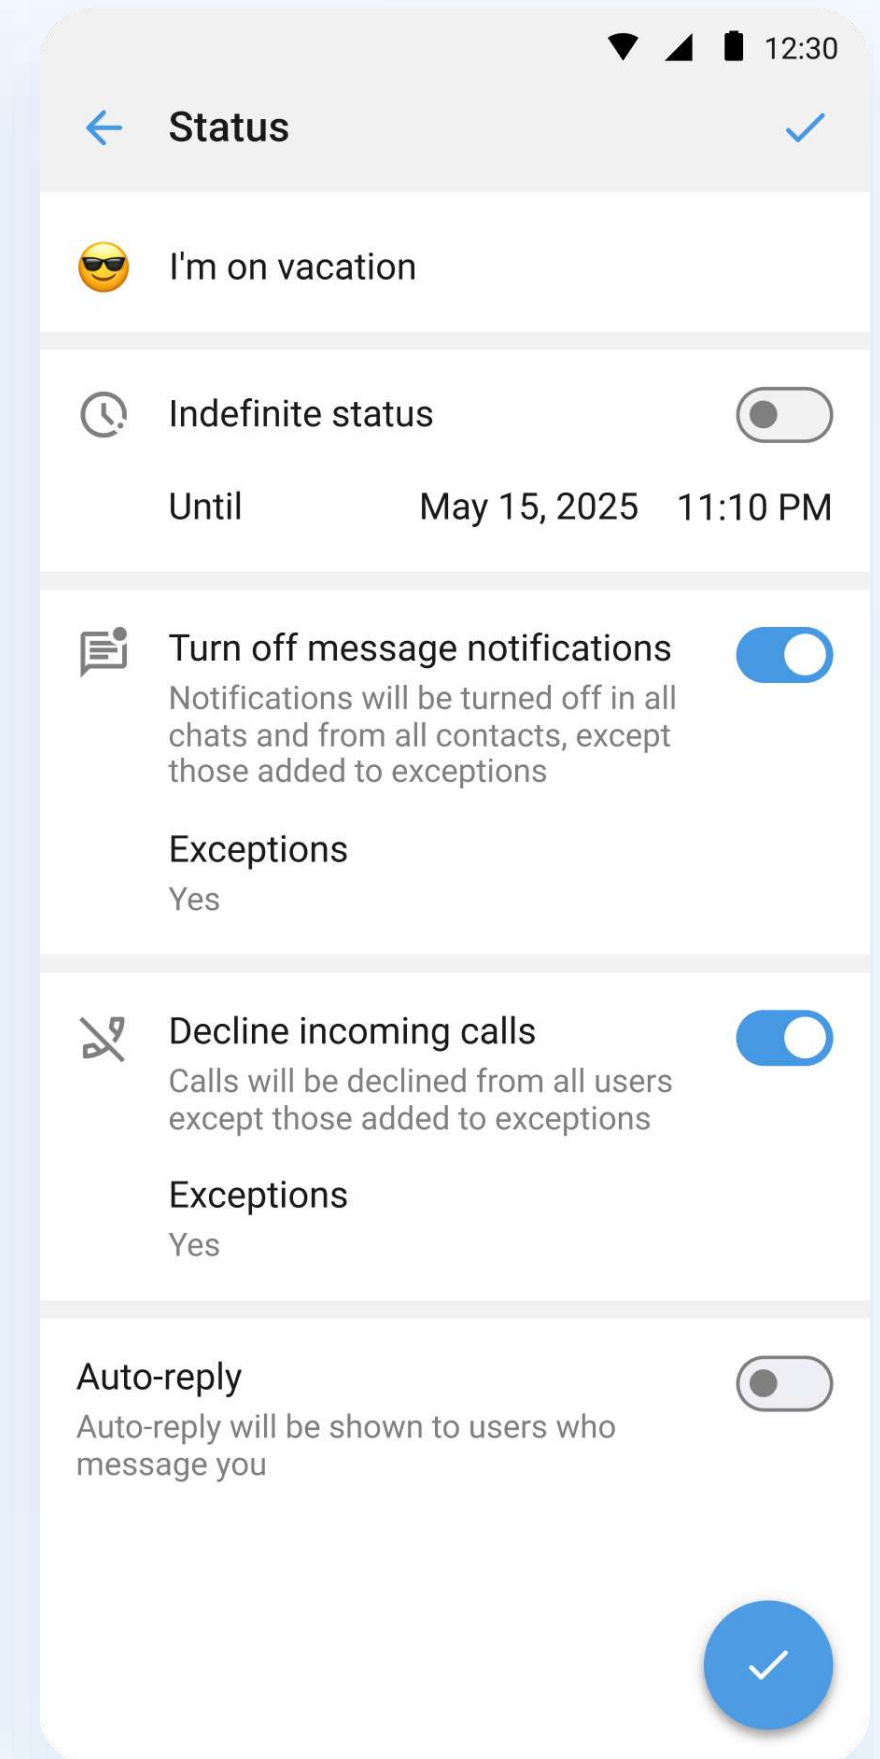 12:30
Status
I'm on vacation
Indefinite status
Until May 15, 2025 11:10 PM
Turn off message notifications
Notifications will be turned off in all
chats and from all contacts, except
those added to exceptions
Exceptions
Yes
Decline incoming calls
Calls will be declined from all users
except those added to exceptions
Exceptions
Yes
Auto-reply
Auto-reply will be shown to users who
message you